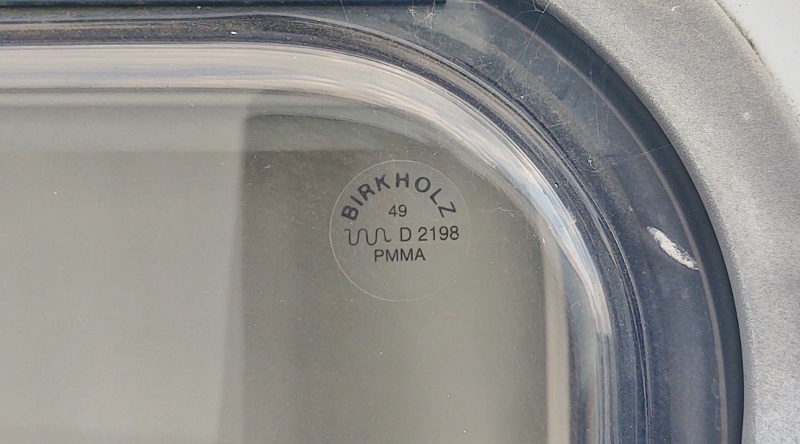 BIRKHOLZ
49
D 2198
PMMA